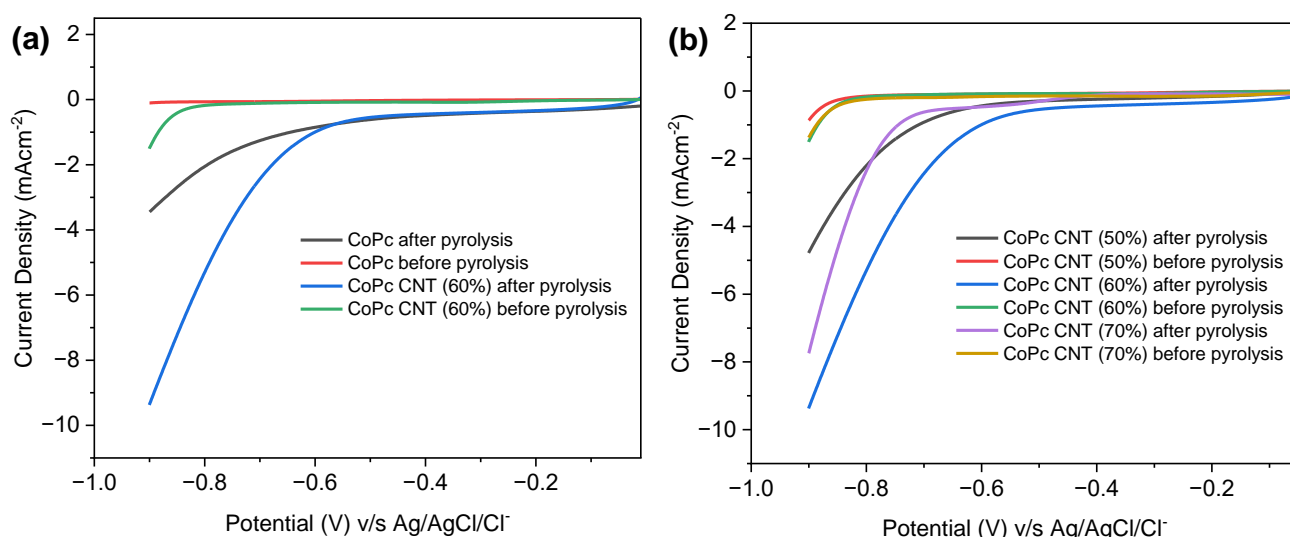 (a)
2
0
−2
−4
−6
−8
−10
Current Density (mAcm⁻²)
CoPc after pyrolysis
CoPc before pyrolysis
CoPc CNT (60%) after pyrolysis
CoPc CNT (60%) before pyrolysis
−1.0 −0.8 −0.6 −0.4 −0.2
Potential (V) v/s Ag/AgCl/Cl⁻
(b)
2
0
−2
−4
−6
−8
−10
Current Density (mAcm⁻²)
CoPc CNT (50%) after pyrolysis
CoPc CNT (50%) before pyrolysis
CoPc CNT (60%) after pyrolysis
CoPc CNT (60%) before pyrolysis
CoPc CNT (70%) after pyrolysis
CoPc CNT (70%) before pyrolysis
−1.0 −0.8 −0.6 −0.4 −0.2
Potential (V) v/s Ag/AgCl/Cl⁻